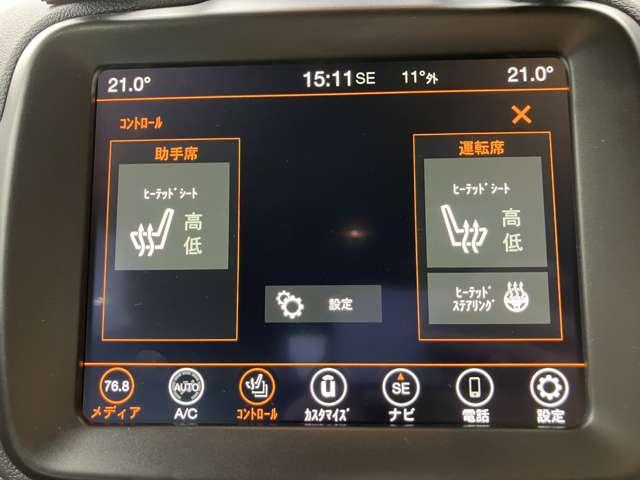 21.0°
15:11 SE
11°外
21.0°
ｺﾝﾄﾛｰﾙ
助手席
ﾋｰﾃｯﾄﾞｼｰﾄ
高
低
運転席
ﾋｰﾃｯﾄﾞｼｰﾄ
高
低
ﾋｰﾃｯﾄﾞ
ｽﾃｱﾘﾝｸﾞ
設定
76.8
メディア
AUTO
A/C
ｺﾝﾄﾛｰﾙ
ｶｽﾀﾏｲｽﾞ
SE
ナビ
電話
設定